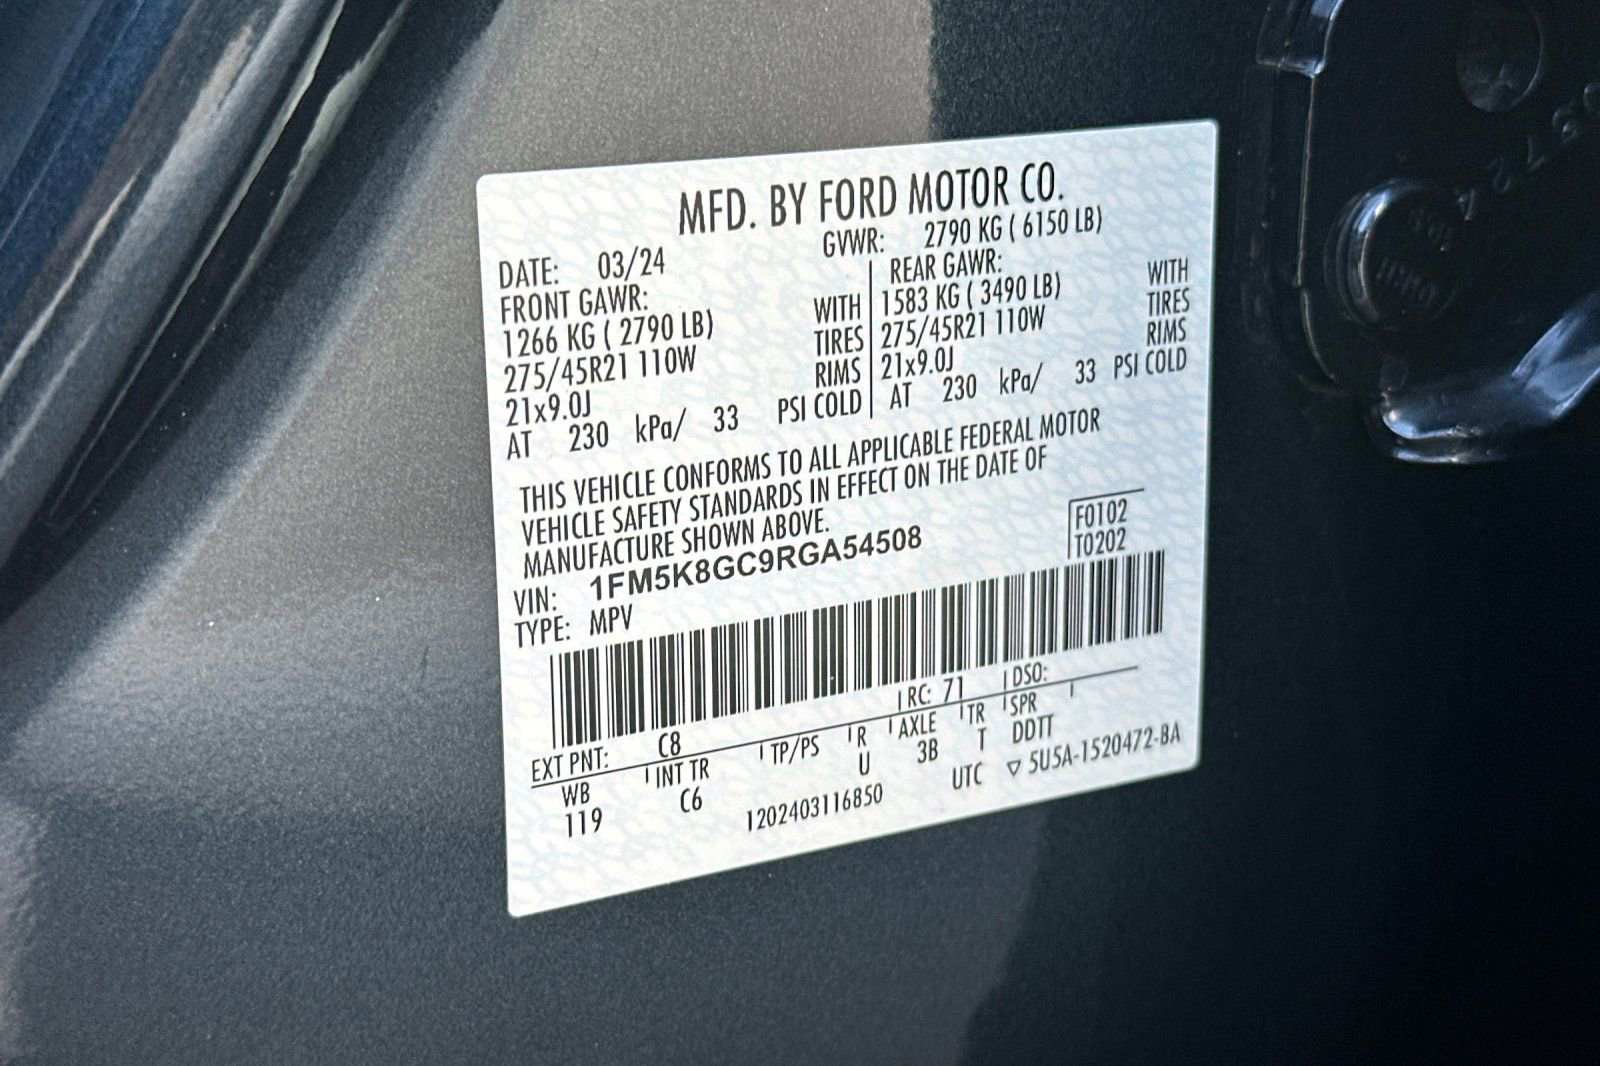 MFD. BY FORD MOTOR CO.
DATE: 03/24 GVWR: 2790 KG ( 6150 LB)
FRONT GAWR: REAR GAWR:
1266 KG ( 2790 LB) WITH 1583 KG ( 3490 LB) WITH
275/45R21 110W TIRES 275/45R21 110W TIRES
21x9.0J RIMS 21x9.0J RIMS
AT 230 kPa/ 33 PSI COLD AT 230 kPa/ 33 PSI COLD
THIS VEHICLE CONFORMS TO ALL APPLICABLE FEDERAL MOTOR
VEHICLE SAFETY STANDARDS IN EFFECT ON THE DATE OF
MANUFACTURE SHOWN ABOVE.
F0102
T0202
VIN: 1FM5K8GC9RGA54508
TYPE: MPV
EXT PNT: C8 RC: 71 DSO:
WB INT TR TP/PS R AXLE TR SPR
119 C6 U 3B T DDTT
1202403116850 UTC ▽ 5U5A-1520472-BA